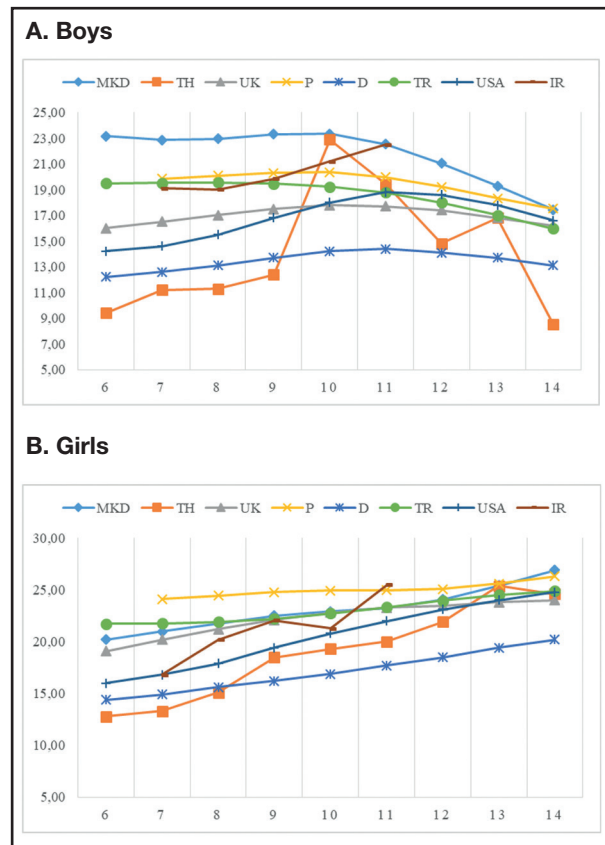 A. Boys
MKD TH UK P D TR USA IR
25,00
23,00
21,00
19,00
17,00
15,00
13,00
11,00
9,00
7,00
5,00
6 7 8 9 10 11 12 13 14
B. Girls
MKD TH UK P D TR USA IR
30,00
25,00
20,00
15,00
10,00
5,00
6 7 8 9 10 11 12 13 14